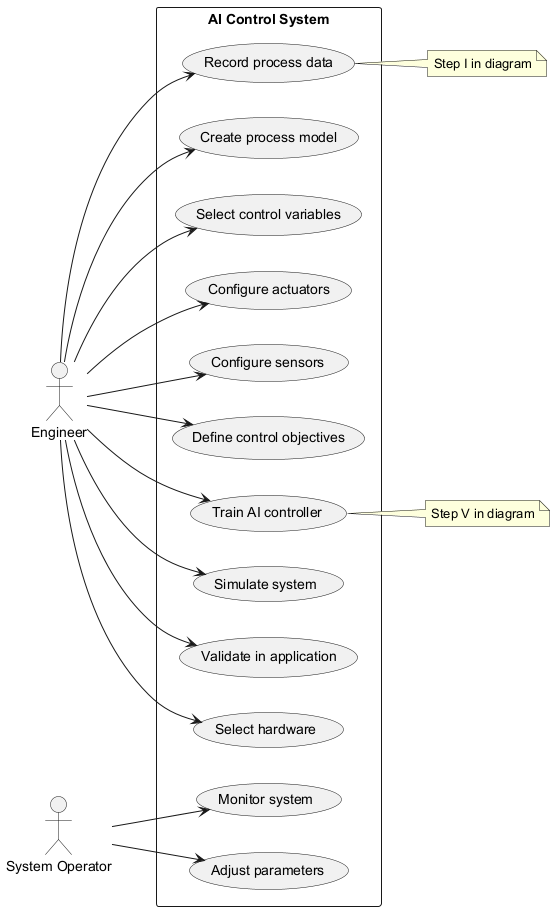 AI Control System
Record process data
Step I in diagram
Create process model
Select control variables
Configure actuators
Configure sensors
Engineer
Define control objectives
Train AI controller
Step V in diagram
Simulate system
Validate in application
Select hardware
Monitor system
System Operator
Adjust parameters